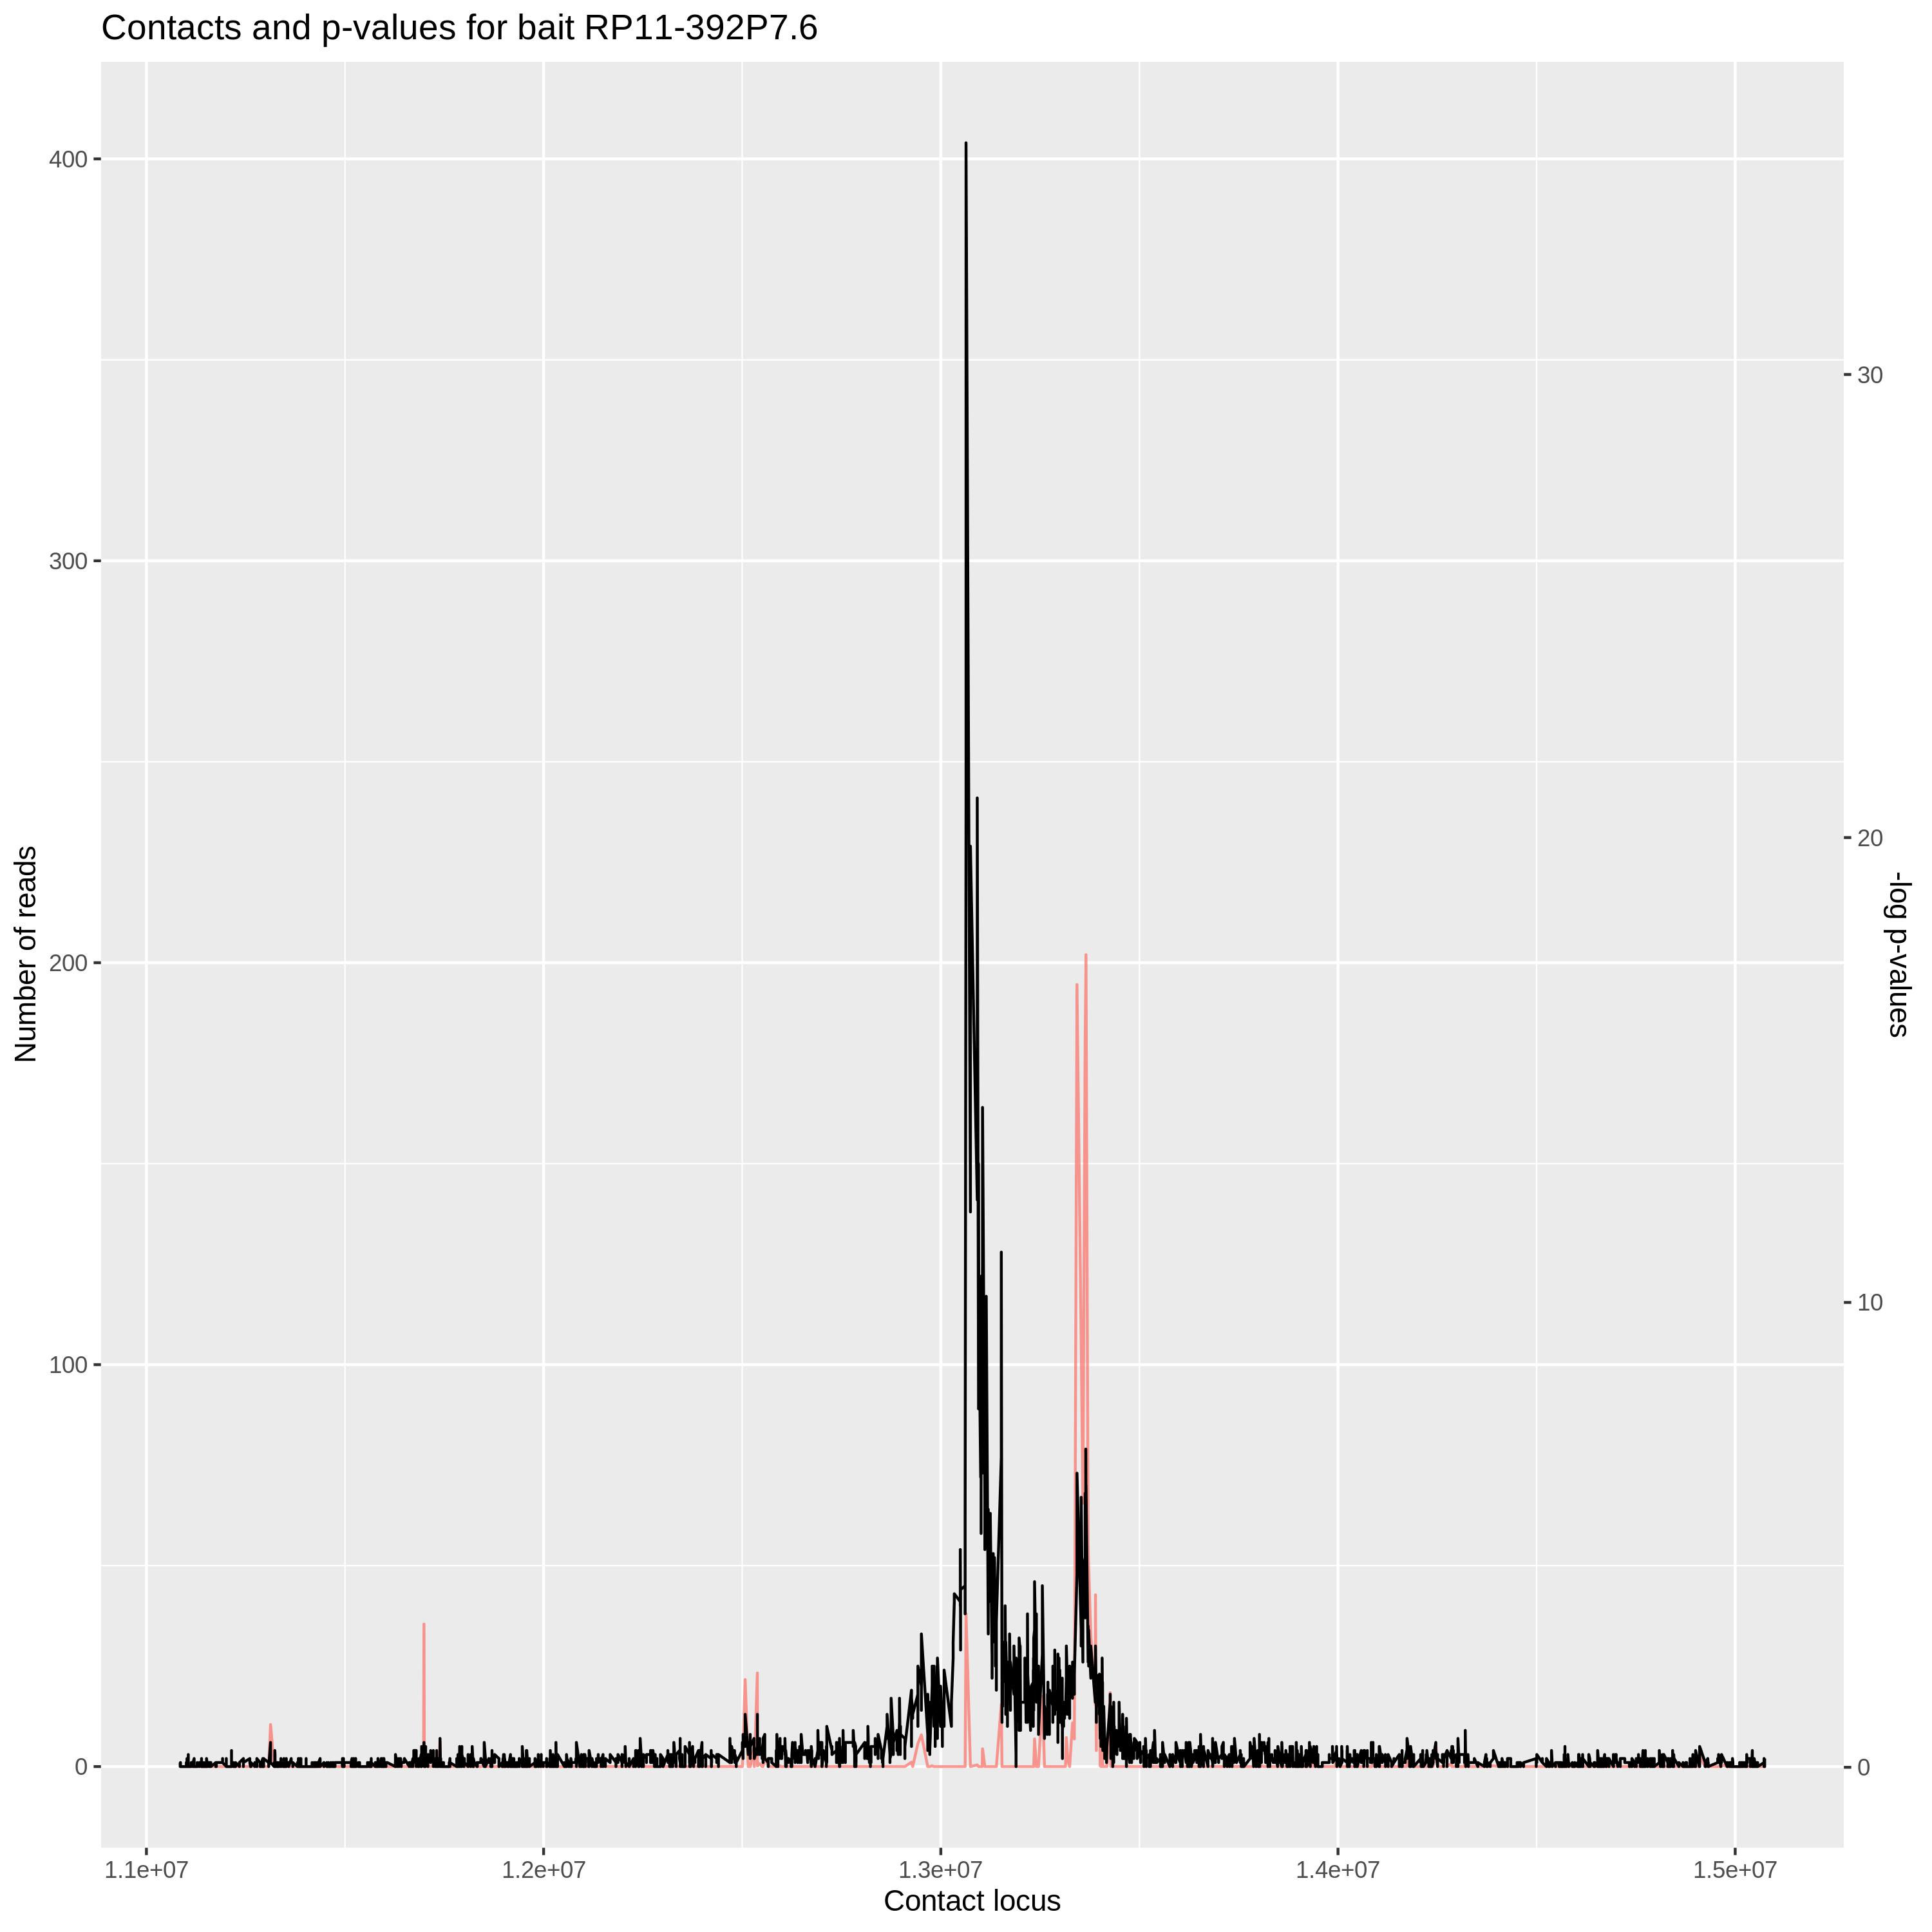 Contacts and p-values for bait RP11-392P7.6
400
300
200
100
0
Number of reads
30
20
10
0
-log p-values
1.1e+07 1.2e+07 1.3e+07 1.4e+07 1.5e+07
Contact locus